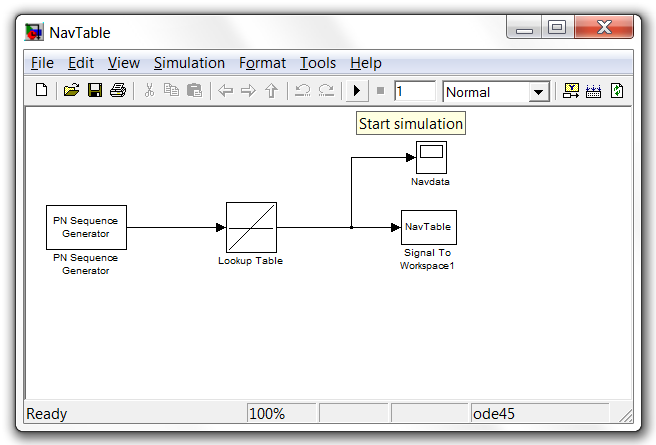 NavTable
File Edit View Simulation Format Tools Help
1 Normal
Start simulation
Navdata
PN Sequence
Generator
PN Sequence
Generator
Lookup Table
NavTable
Signal To
Workspace1
Ready 100% ode45